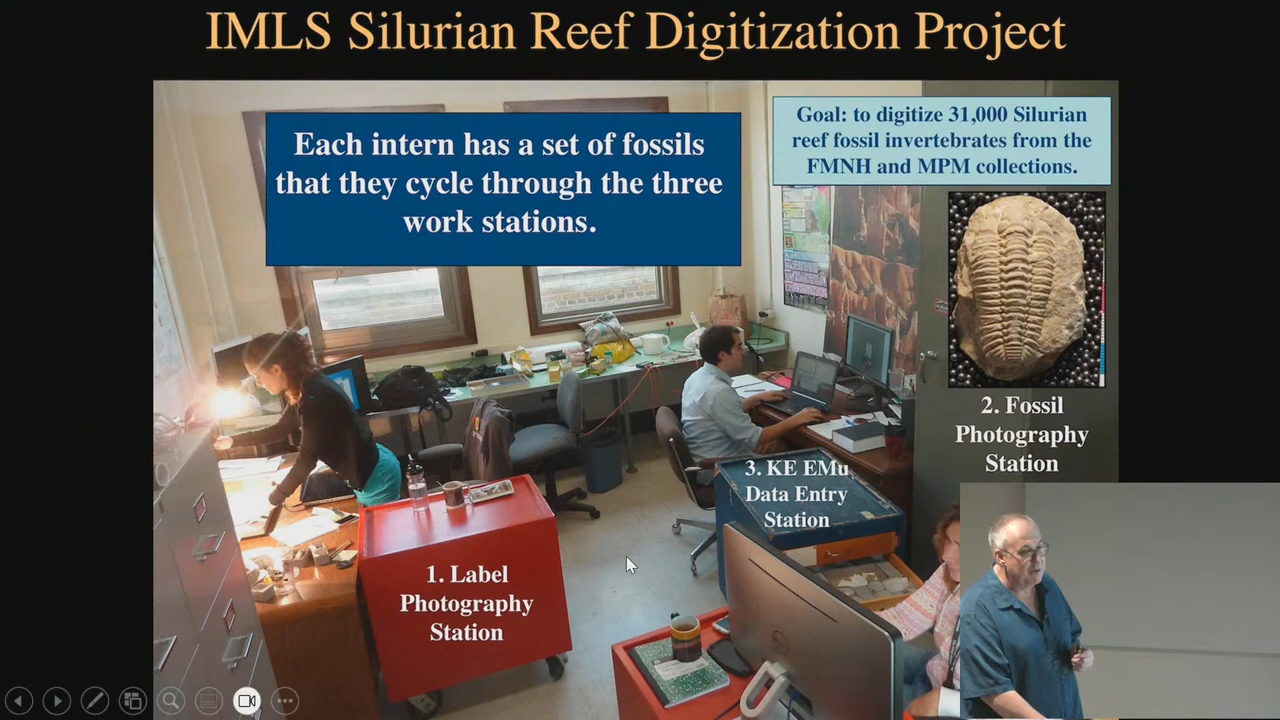 IMLS Silurian Reef Digitization Project
Each intern has a set of fossils
that they cycle through the three
work stations.
Goal: to digitize 31,000 Silurian
reef fossil invertebrates from the
FMNH and MPM collections.
2. Fossil
Photography
Station
3. KE EMu
Data Entry
Station
1. Label
Photography
Station